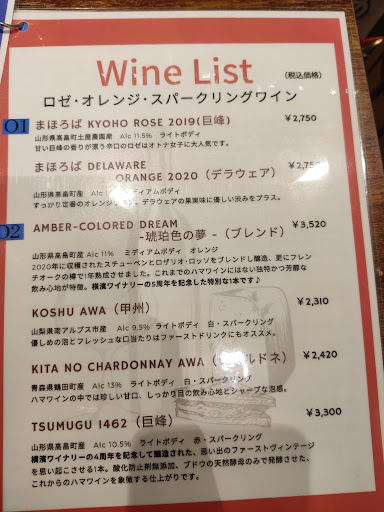 Wine List
(税込価格)
ロゼ・オレンジ・スパークリングワイン
01 まほろば KYOHO ROSE 2019(巨峰) ¥2,750
山形県高畠町土屋農園産 Alc 11.5% ライトボディ
甘い巨峰の香りが漂う辛口のロゼはオトナ女子に大人気です。
まほろば DELAWARE ¥2,750
ORANGE 2020（デラウェア）
山形県高畠町産 Alc ミディアムボディ
すっきり定番のオレンジ デラウェアの果実味に優しい渋みをプラス。
02 AMBER-COLORED DREAM ¥3,520
-琥珀色の夢 -（ブレンド）
山形県高畠町産 Alc 11% ミディアムボディ オレンジ
2020年に収穫されたスチューベンとロザリオ・ロッソをブレンドし醸造、更にフレン
チオークの樽で1年熟成させました。これまでのハマワインにはない独特かつ芳醇な
飲み心地が特徴。横濱ワイナリーの5周年を記念した特別な1本です♪
KOSHU AWA（甲州） ¥2,310
山梨県南アルプス市産 Alc 9.5% ライトボディ 白・スパークリング
優しめの泡とフレッシュな口当たりはファーストドリンクにもオススメ。
KITA NO CHARDONNAY AWA ルドネ） ¥2,420
青森県鶴田町産 Alc 13% ライトボディ 白・スパークリング
ハマワインの中では珍しい甘口、しっかり目の飲み心地とシャープな泡感。
TSUMUGU 1462（巨峰） ¥3,300
山形県高畠町産 Alc 10.5% ライトボディ 赤・スパークリング
横濱ワイナリーの4周年を記念して醸造された、思い出のファーストヴィンテージ
を思い起こさせる1本。酸化防止剤無添加、ブドウの天然酵母のみで発酵させた、
これからのハマワインを象徴する仕上がりです。